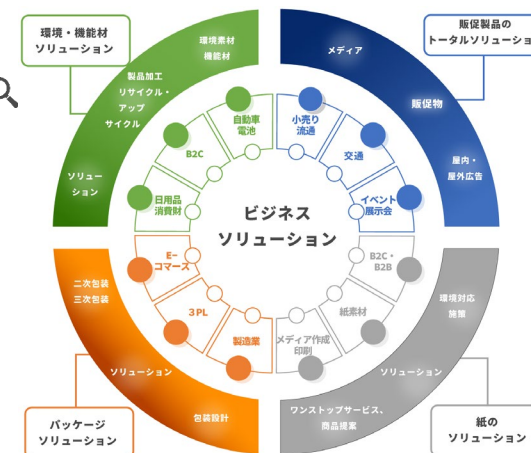 環境・機能材
ソリューション
販促製品の
トータルソリューショ
環境素材
機能材
製品加工
リサイクル・
アップ
サイクル
ソリュー
ション
メディア
販促物
屋内・
屋外広告
自動車
電池
B2C
日用品
消費財
小売り
流通
交通
イベント
展示会
ビジネス
ソリューション
E−
コマース
3PL
製造業
B2C・
B2B
紙素材
メディア作成
印刷
二次包装
三次包装
ソリューション
包装設計
環境対応
施策
ソリューション
ワンストップサービス、
商品提案
パッケージ
ソリューション
紙の
ソリューション